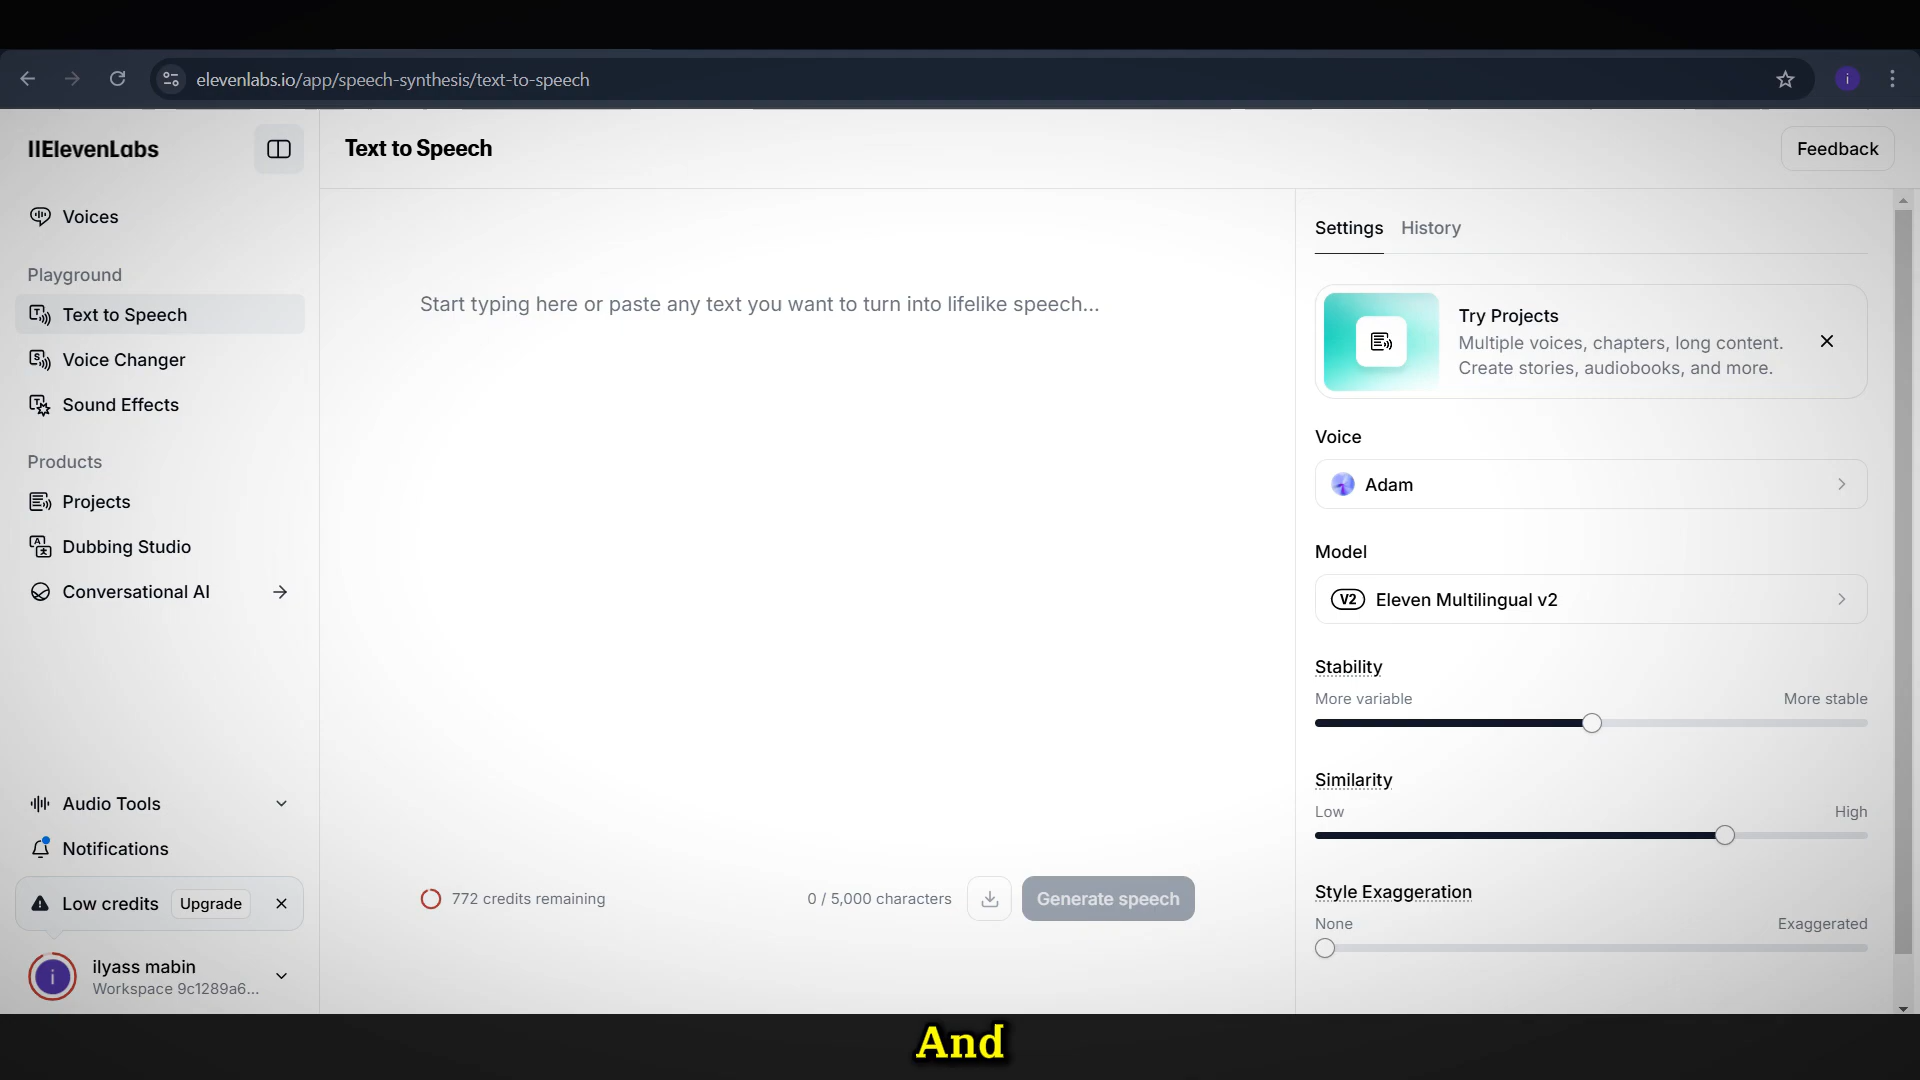 elevenlabs.io/app/speech-synthesis/text-to-speech
i
IIElevenLabs
Text to Speech
Feedback
Voices
Playground
Text to Speech
Voice Changer
Sound Effects
Products
Projects
Dubbing Studio
Conversational AI
Audio Tools
Notifications
Low credits
Upgrade
i
ilyass mabin
Workspace 9c1289a6...
Start typing here or paste any text you want to turn into lifelike speech...
772 credits remaining
0 / 5,000 characters
Generate speech
Settings
History
Try Projects
Multiple voices, chapters, long content.
Create stories, audiobooks, and more.
Voice
Adam
Model
V2 Eleven Multilingual v2
Stability
More variable
More stable
Similarity
Low
High
Style Exaggeration
None
Exaggerated
And